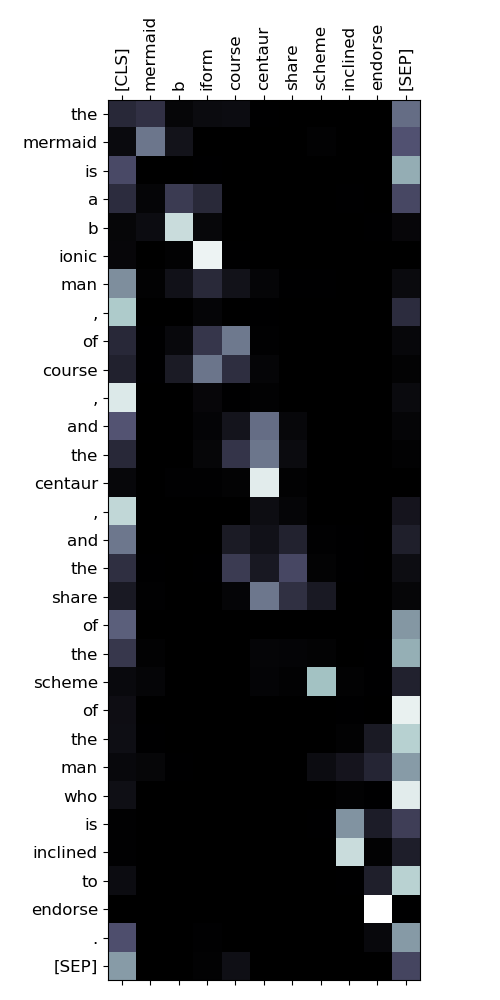 [CLS] mermaid b iform course centaur share scheme inclined endorse [SEP]
the
mermaid
is
a
b
ionic
man
,
of
course
,
and
the
centaur
,
and
the
share
of
the
scheme
of
the
man
who
is
inclined
to
endorse
.
[SEP]